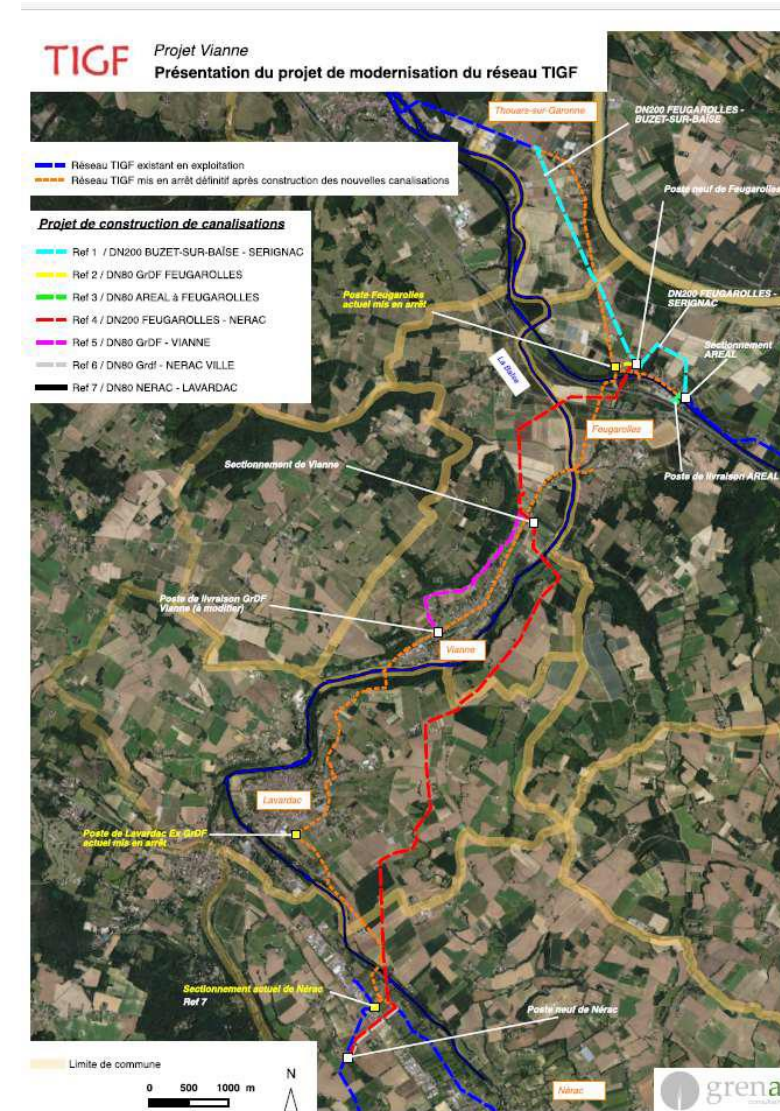 TIGF
Projet Vianne
Présentation du projet de modernisation du réseau TIGF
Réseau TIGF existant en exploitation
Réseau TIGF mis en arrêt définitif après construction des nouvelles canalisations
Projet de construction de canalisations
Ref 1 / DN200 BUZET-SUR-BAÏSE - SERIGNAC
Ref 2 / DN80 GrDF FEUGAROLLES
Ref 3 / DN80 AREAL à FEUGAROLLES
Ref 4 / DN200 FEUGAROLLES - NERAC
Ref 5 / DN80 GrDF - VIANNE
Ref 6 / DN80 Grdf - NERAC VILLE
Ref 7 / DN80 NERAC - LAVARDAC
Thouars-sur-Garonne
DN200 FEUGAROLLES -
BUZET-SUR-BAÏSE
Poste neuf de Feugarolles
Poste Feugarolles
actuel mis en arrêt
DN200 FEUGAROLLES -
SERIGNAC
Sectionnement
AREAL
La Baïse
Feugarolles
Sectionnement de Vianne
Poste de livraison AREAL
Poste de livraison GrDF
Vianne (à modifier)
Vianne
Lavardac
Poste de Lavardac Ex GrDF
actuel mis en arrêt
Sectionnement actuel de Nérac
Ref 7
Poste neuf de Nérac
Limite de commune
0 500 1000 m
N
Nérac
grena